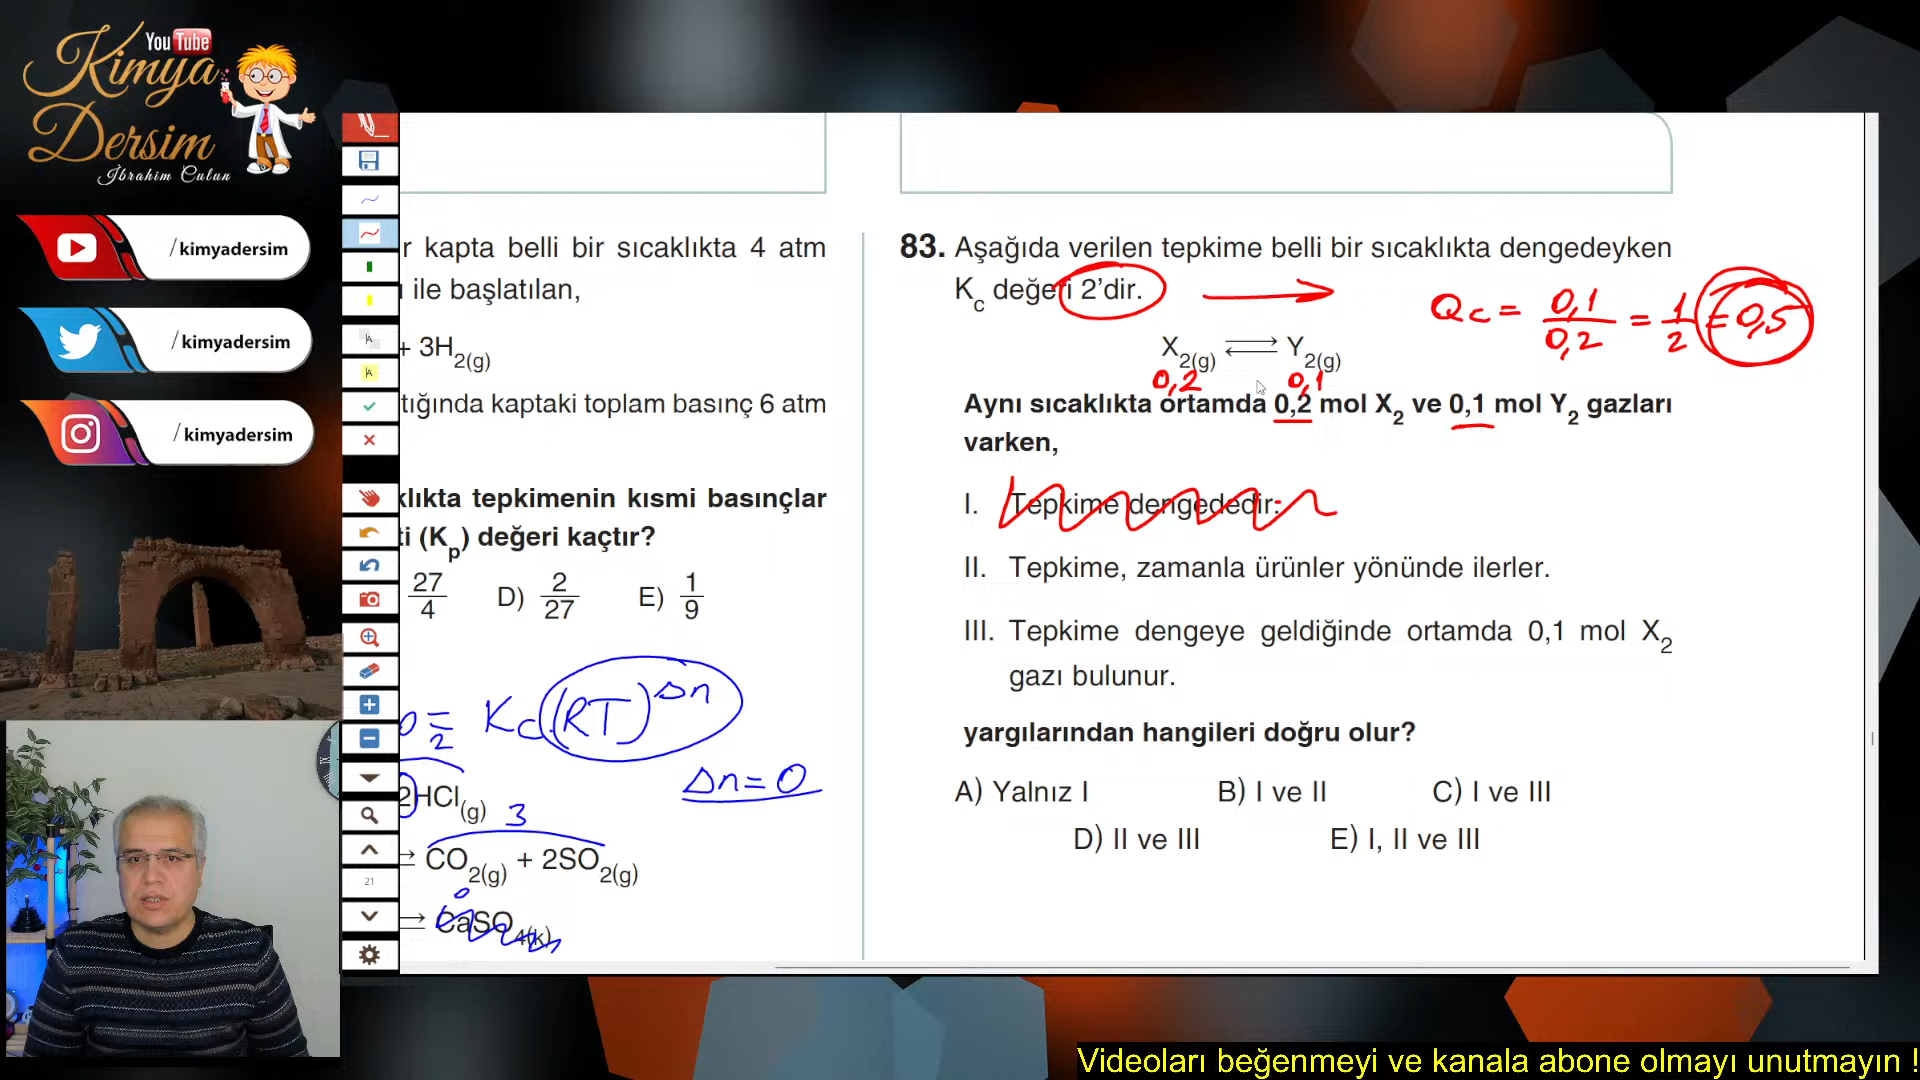 YouTube
Kimya
Dersim
İbrahim Culun
/kimyadersim
/kimyadersim
/kimyadersim
r kapta belli bir sıcaklıkta 4 atm
ile başlatılan,
+ 3H2(g)
tığında kaptaki toplam basınç 6 atm
klıkta tepkimenin kısmi basınçlar
ti (Kp) değeri kaçtır?
27/4 D) 2/27 E) 1/9
= Kc (RT)^Δn
2
Δn = 0
2HCl(g)
3
⇌ CO2(g) + 2SO2(g)
0
⇌ CaSO4(k)
83. Aşağıda verilen tepkime belli bir sıcaklıkta dengedeyken
Kc değeri 2'dir.
Qc = 0,1/0,2 = 1/2 = 0,5
X2(g) ⇌ Y2(g)
0,2 0,1
Aynı sıcaklıkta ortamda 0,2 mol X2 ve 0,1 mol Y2 gazları
varken,
I. Tepkime dengededir.
II. Tepkime, zamanla ürünler yönünde ilerler.
III. Tepkime dengeye geldiğinde ortamda 0,1 mol X2
gazı bulunur.
yargılarından hangileri doğru olur?
A) Yalnız I B) I ve II C) I ve III
D) II ve III E) I, II ve III
21
Videoları beğenmeyi ve kanala abone olmayı unutmayın !